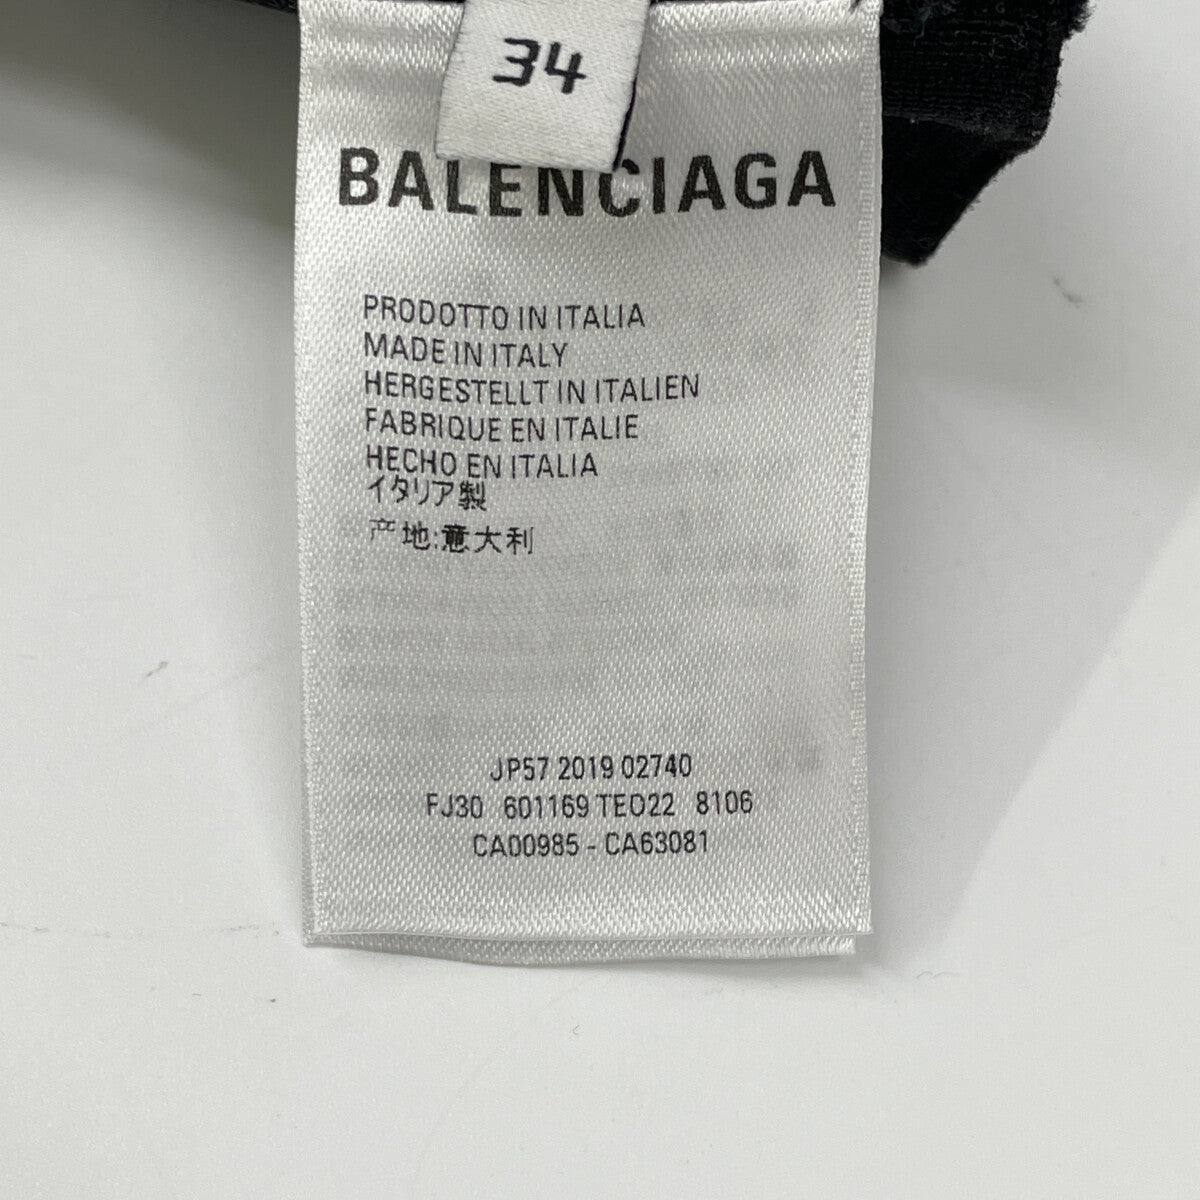 34
BALENCIAGA
PRODOTTO IN ITALIA
MADE IN ITALY
HERGESTELLT IN ITALIEN
FABRIQUE EN ITALIE
HECHO EN ITALIA
イタリア製
产地:意大利
JP57 2019 02740
FJ30 601169 TEO22 8106
CA00985 - CA63081